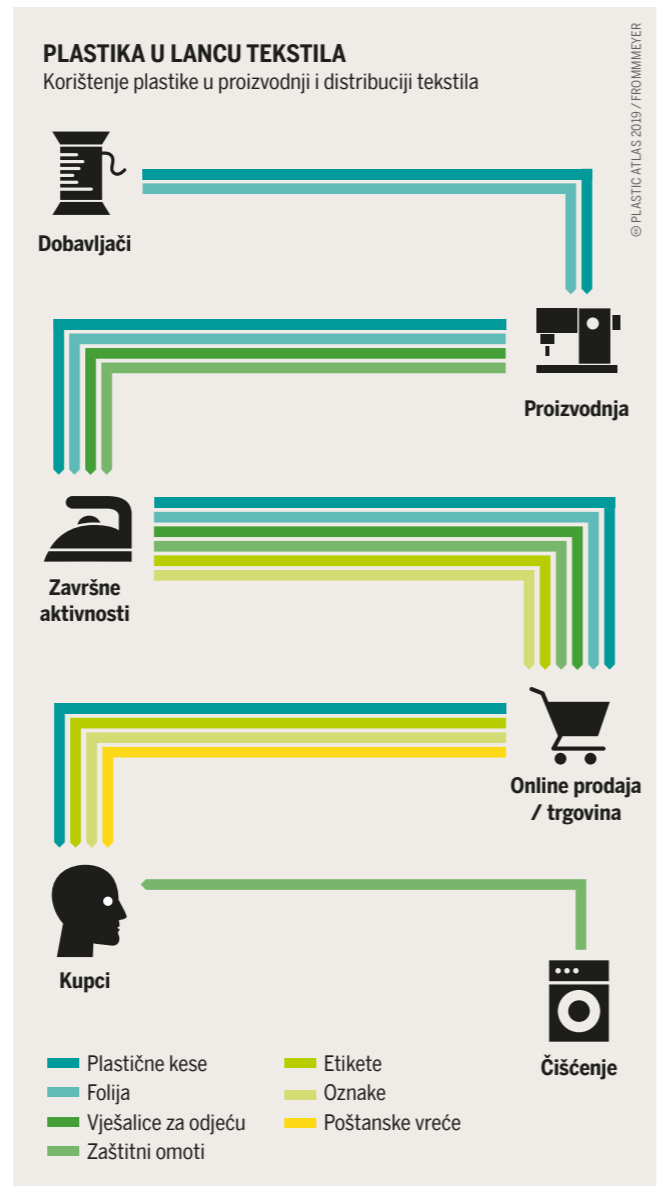 PLASTIKA U LANCU TEKSTILA
Korištenje plastike u proizvodnji i distribuciji tekstila
© PLASTIC ATLAS 2019 / FROMMMEYER
Dobavljači
Proizvodnja
Završne
aktivnosti
Online prodaja
/ trgovina
Kupci
Čišćenje
Plastične kese
Folija
Vješalice za odjeću
Zaštitni omoti
Etikete
Oznake
Poštanske vreće